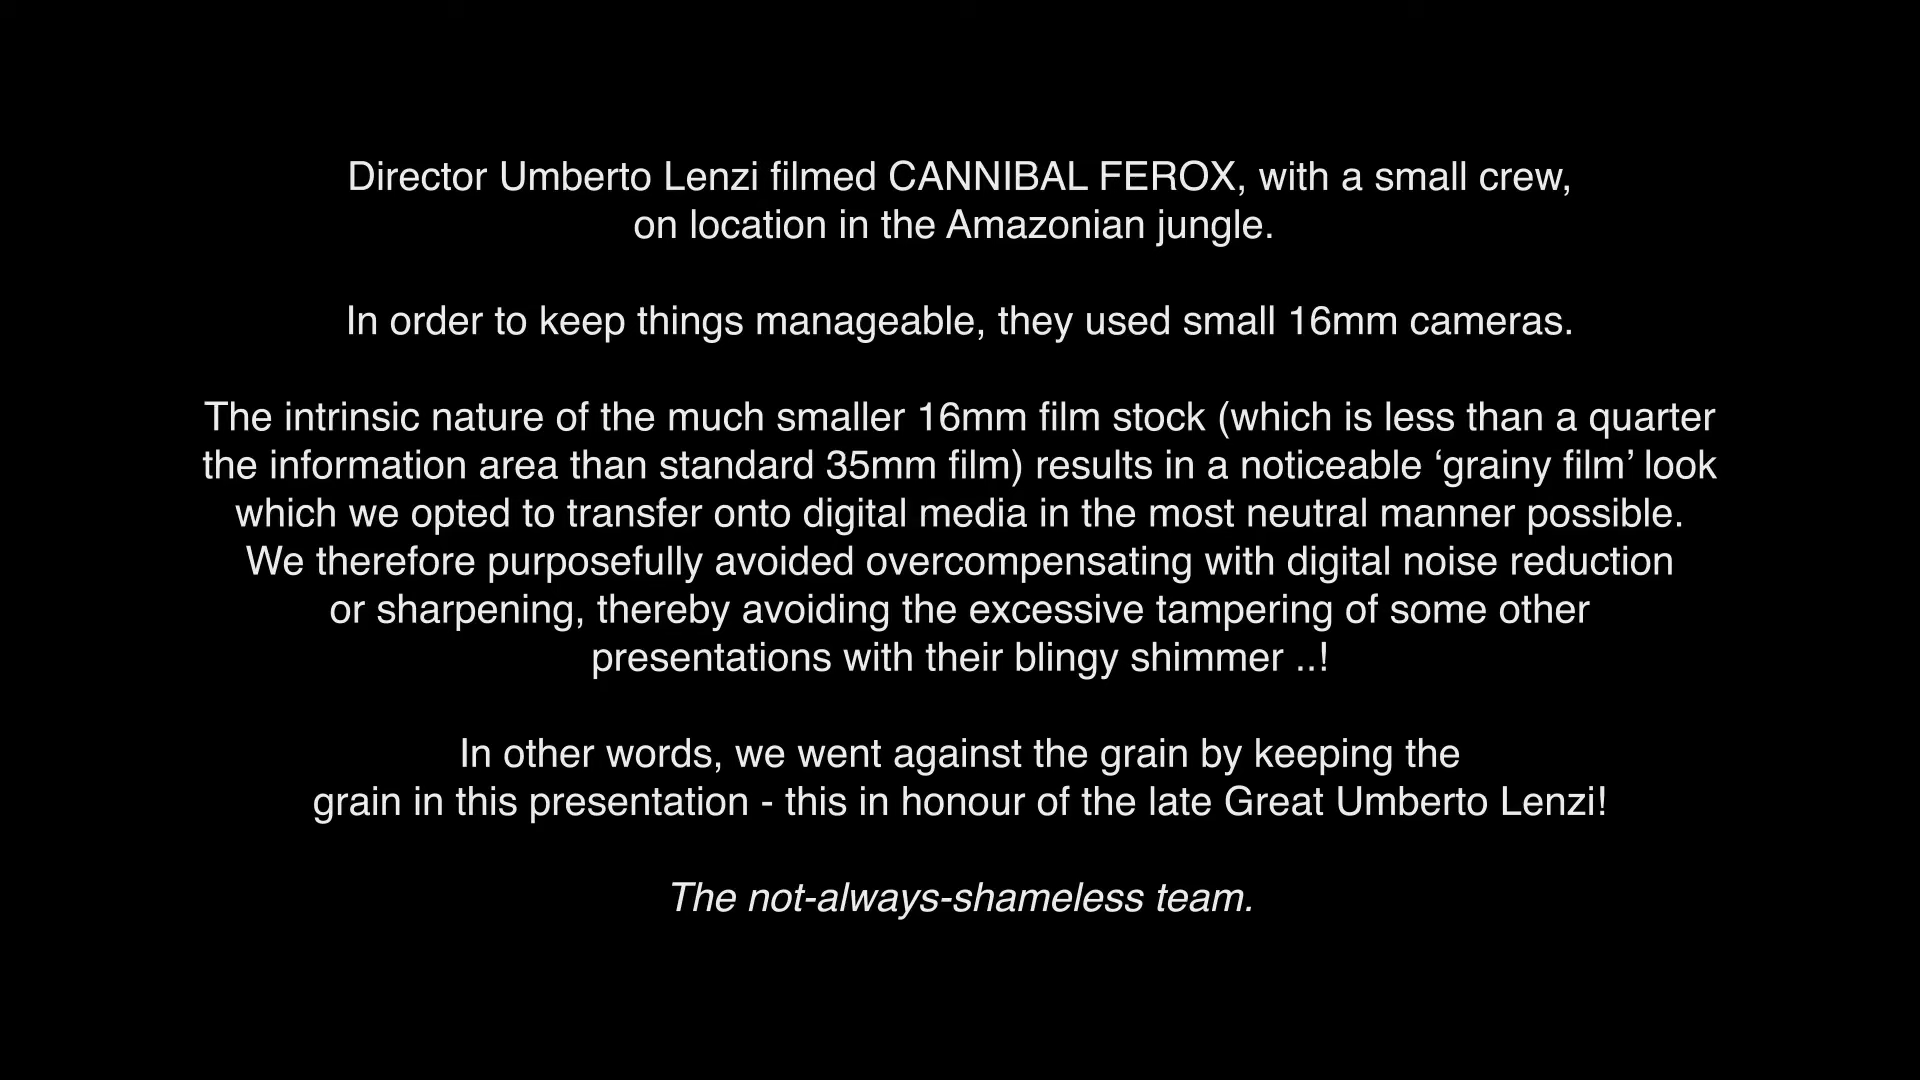 Director Umberto Lenzi filmed CANNIBAL FEROX, with a small crew,
on location in the Amazonian jungle.
In order to keep things manageable, they used small 16mm cameras.
The intrinsic nature of the much smaller 16mm film stock (which is less than a quarter
the information area than standard 35mm film) results in a noticeable ‘grainy film’ look
which we opted to transfer onto digital media in the most neutral manner possible.
We therefore purposefully avoided overcompensating with digital noise reduction
or sharpening, thereby avoiding the excessive tampering of some other
presentations with their blingy shimmer ..!
In other words, we went against the grain by keeping the
grain in this presentation - this in honour of the late Great Umberto Lenzi!
The not-always-shameless team.